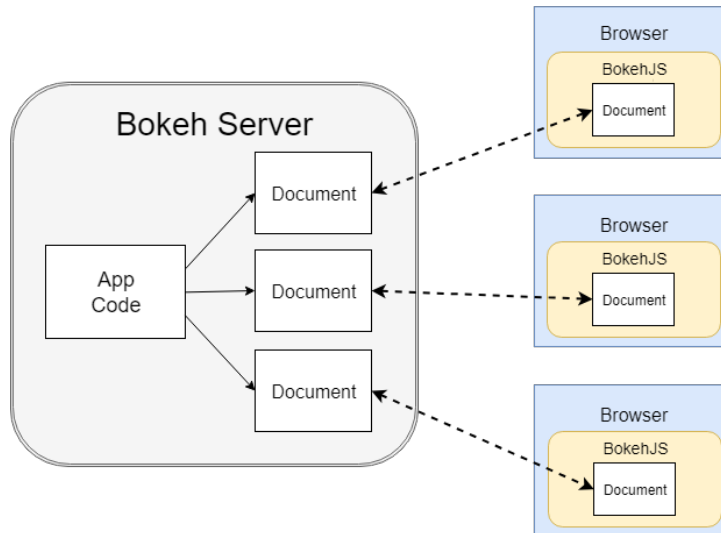 Bokeh Server
App
Code
Document
Document
Document
Browser
BokehJS
Document
Browser
BokehJS
Document
Browser
BokehJS
Document